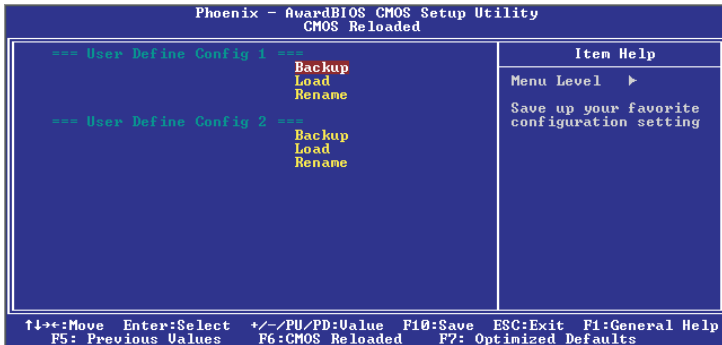 Phoenix - AwardBIOS CMOS Setup Utility
CMOS Reloaded
=== User Define Config 1 ===
Backup
Load
Rename
=== User Define Config 2 ===
Backup
Load
Rename
Item Help
Menu Level ►
Save up your favorite
configuration setting
↑↓→←:Move Enter:Select +/-/PU/PD:Value F10:Save ESC:Exit F1:General Help
F5: Previous Values F6:CMOS Reloaded F7: Optimized Defaults